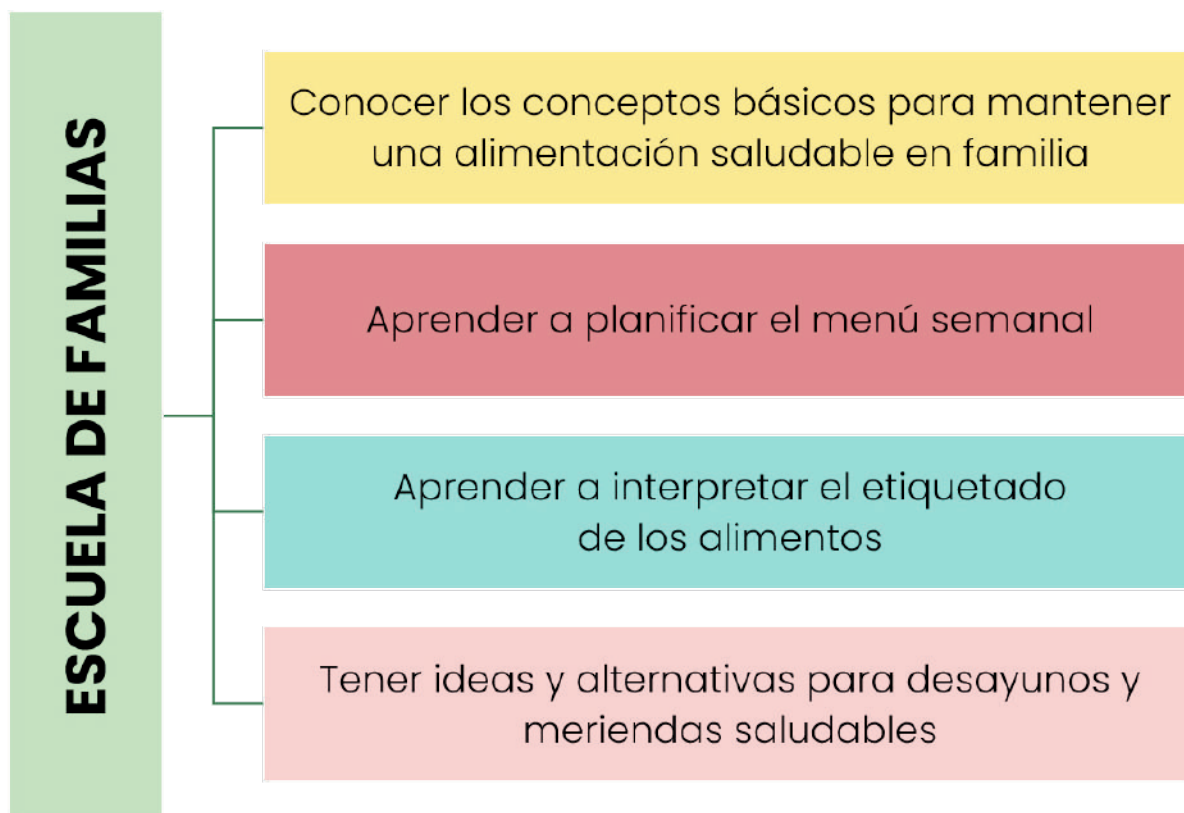 ESCUELA DE FAMILIAS
Conocer los conceptos básicos para mantener
una alimentación saludable en familia
Aprender a planificar el menú semanal
Aprender a interpretar el etiquetado
de los alimentos
Tener ideas y alternativas para desayunos y
meriendas saludables